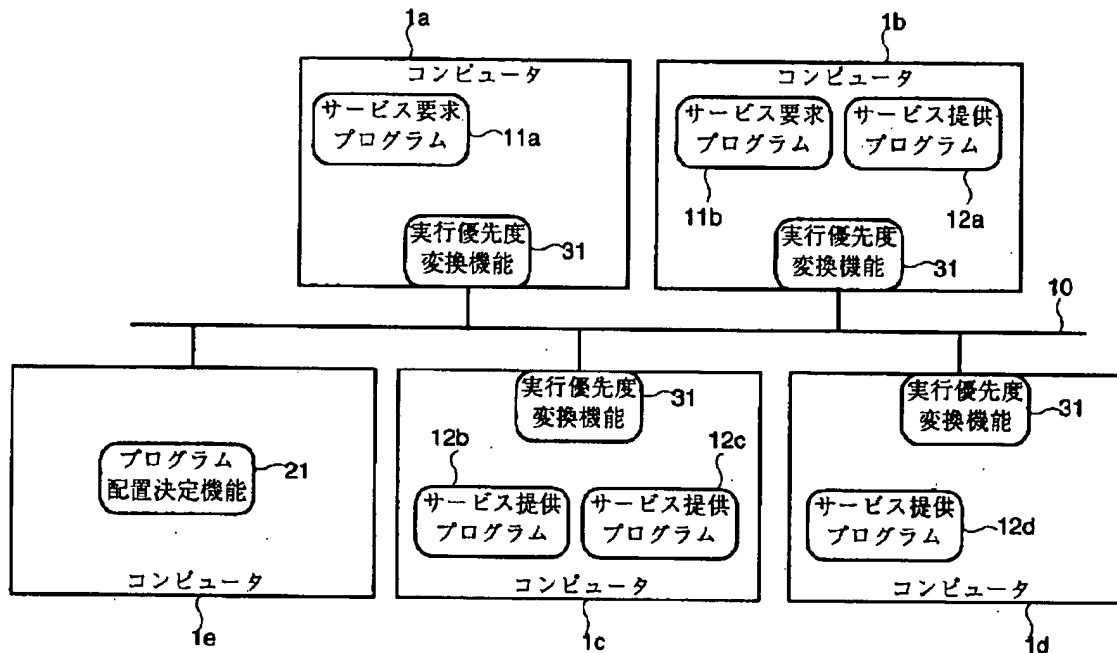 1a
1b
コンピュータ
コンピュータ
サービス要求
プログラム
11a
サービス要求
プログラム
サービス提供
プログラム
11b
12a
実行優先度
変換機能
31
実行優先度
変換機能
31
10
実行優先度
変換機能
31
実行優先度
変換機能
31
プログラム
配置決定機能
21
12b
12c
サービス提供
プログラム
サービス提供
プログラム
サービス提供
プログラム
12d
コンピュータ
コンピュータ
コンピュータ
1e
1c
1d